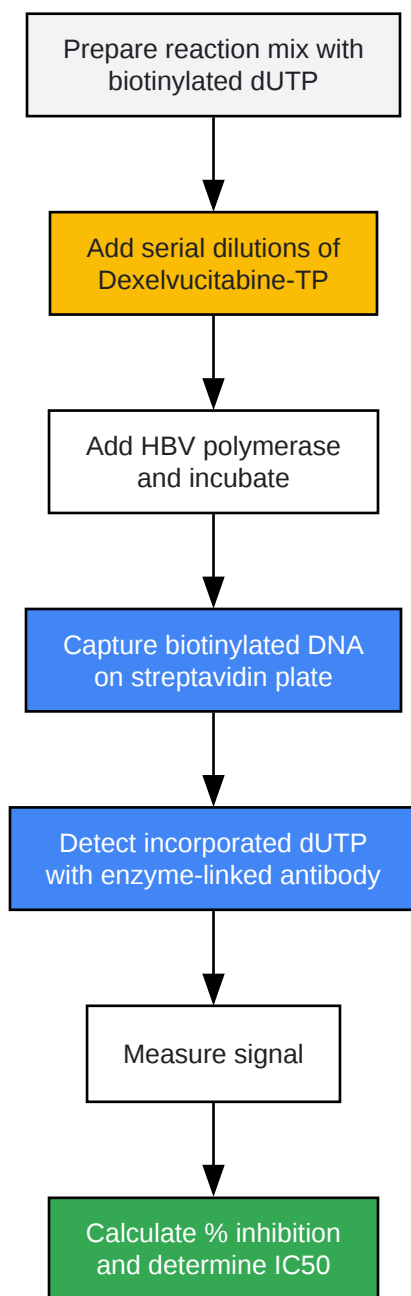 Prepare reaction mix with
biotinylated dUTP
Add serial dilutions of
Dexelvucitabine-TP
Add HBV polymerase
and incubate
Capture biotinylated DNA
on streptavidin plate
Detect incorporated dUTP
with enzyme-linked antibody
Measure signal
Calculate % inhibition
and determine IC50